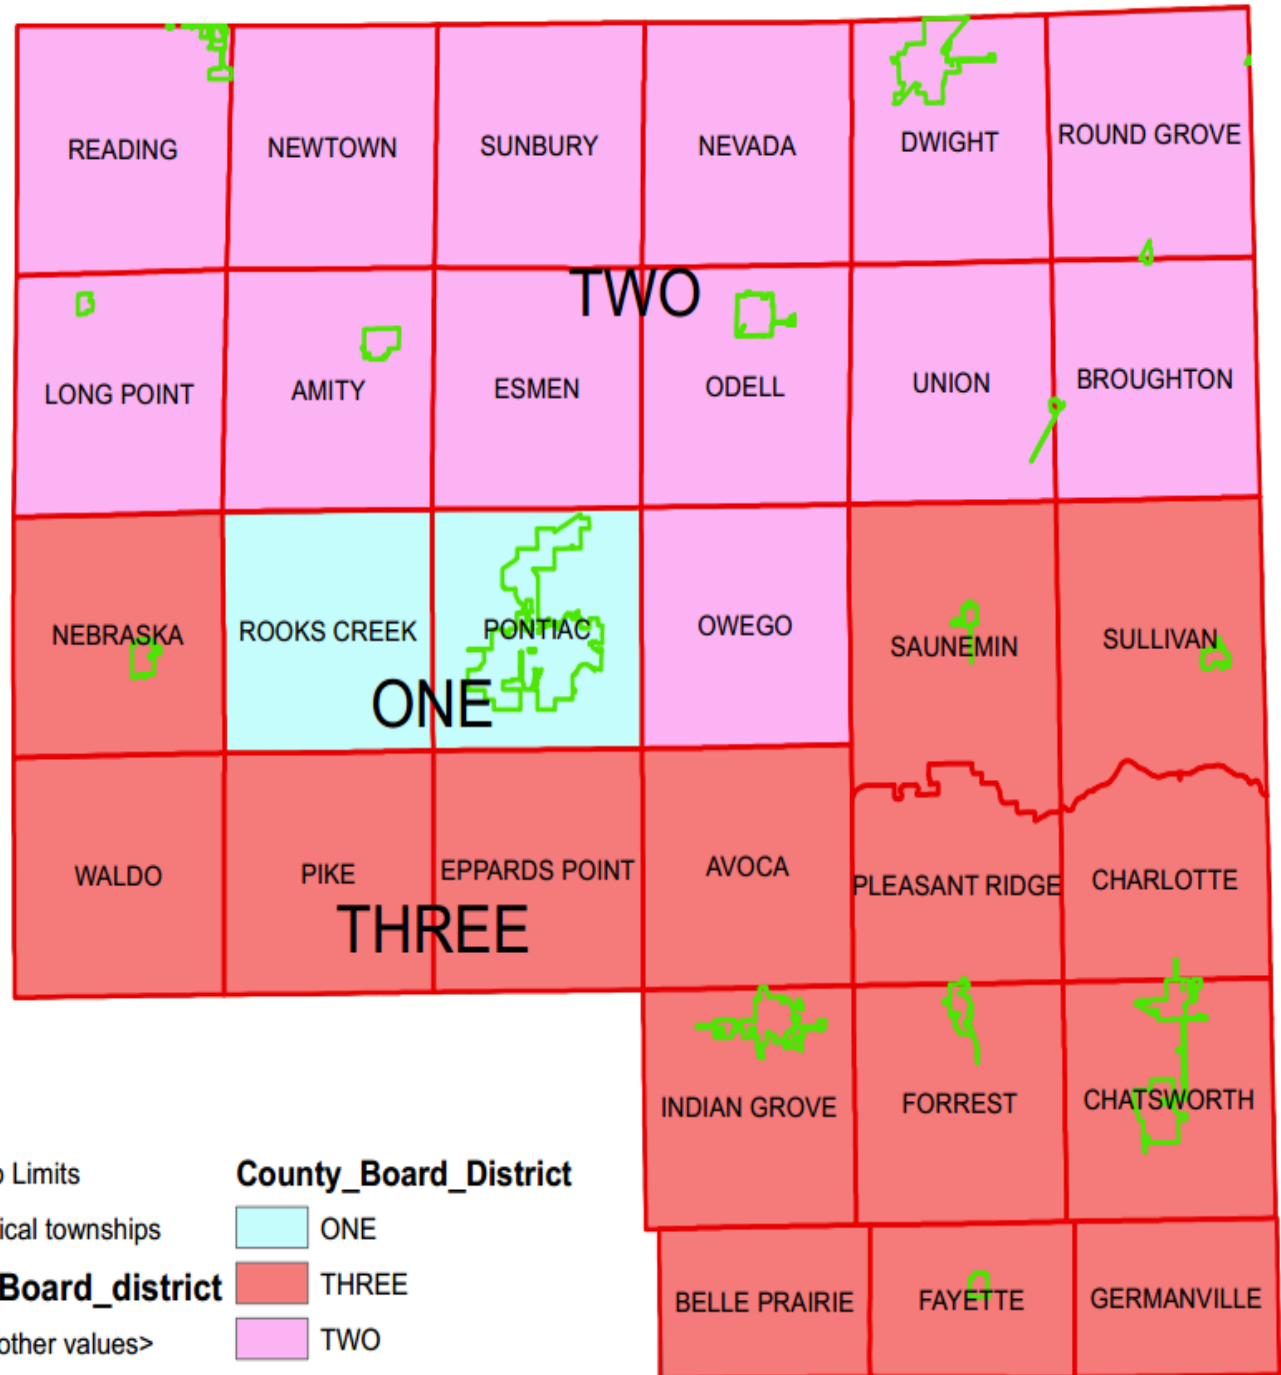 READING NEWTOWN SUNBURY NEVADA DWIGHT ROUND GROVE
TWO
LONG POINT AMITY ESMEN ODELL UNION BROUGHTON
NEBRASKA ROOKS CREEK PONTIAC OWEGO SAUNEMIN SULLIVAN
ONE
WALDO PIKE EPPARDS POINT AVOCA PLEASANT RIDGE CHARLOTTE
THREE
INDIAN GROVE FORREST CHATSWORTH
BELLE PRAIRIE FAYETTE GERMANVILLE
Limits
ical townships
Board_district
other values>
County_Board_District
ONE
THREE
TWO